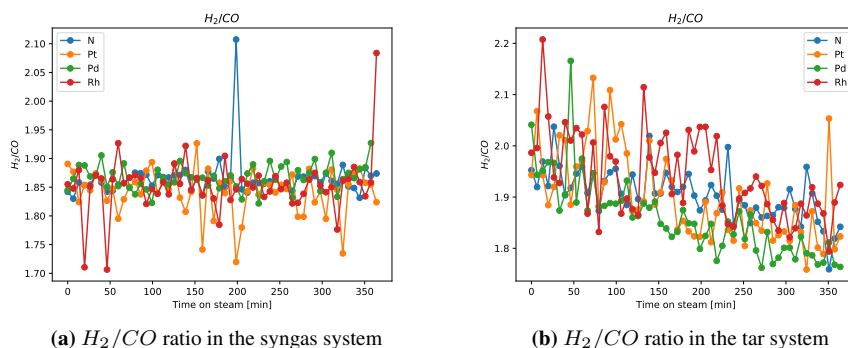 H₂/CO
H₂/CO
N
Pt
Pd
Rh
2.10
2.05
2.00
1.95
1.90
1.85
1.80
1.75
1.70
H₂/CO
0 50 100 150 200 250 300 350
Time on steam [min]
N
Pt
Pd
Rh
2.2
2.1
2.0
1.9
1.8
H₂/CO
0 50 100 150 200 250 300 350
Time on steam [min]
(a) H₂/CO ratio in the syngas system
(b) H₂/CO ratio in the tar system